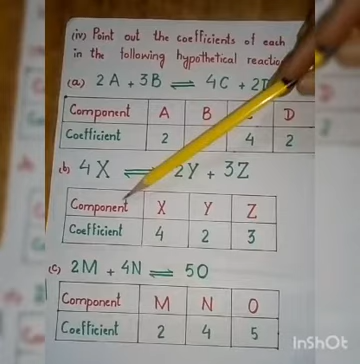 (iv) Point out the coefficients of each
in the following hypothetical
(a) 2A + 3B ⇌ 4C + 2D
Component A B D
Coefficient 2 4 2
(b) 4X ⇌ 2Y + 3Z
Component X Y Z
Coefficient 4 2 3
(c) 2M + 4N ⇌ 5O
Component M N O
Coefficient 2 4 5
InShOt